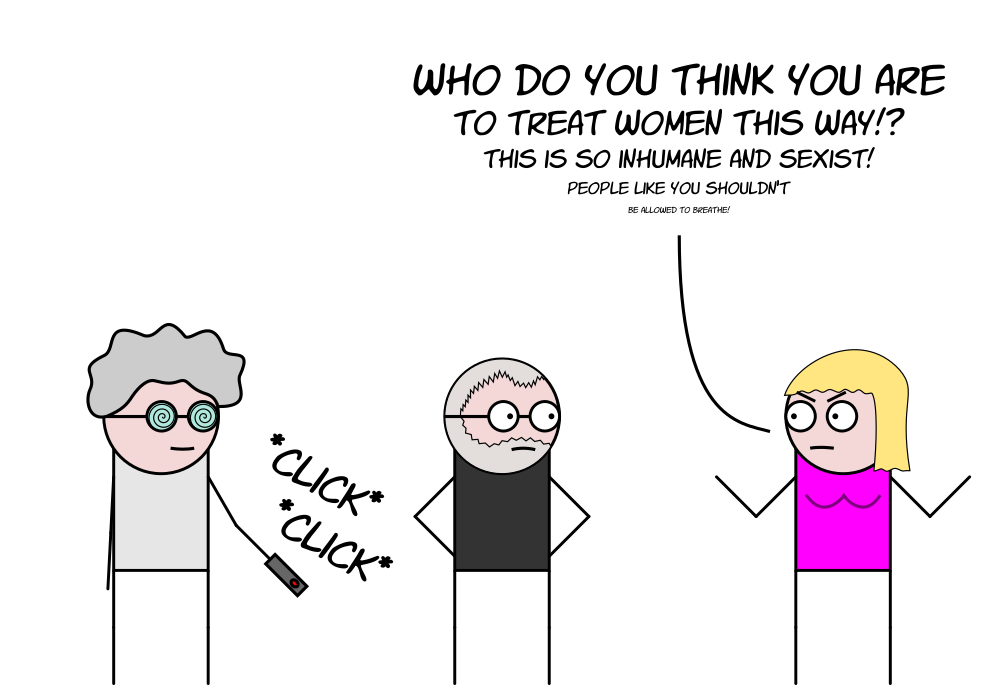 WHO DO YOU THINK YOU ARE
TO TREAT WOMEN THIS WAY!?
THIS IS SO INHUMANE AND SEXIST!
PEOPLE LIKE YOU SHOULDN'T
BE ALLOWED TO BREATHE!
*CLICK*
*CLICK*